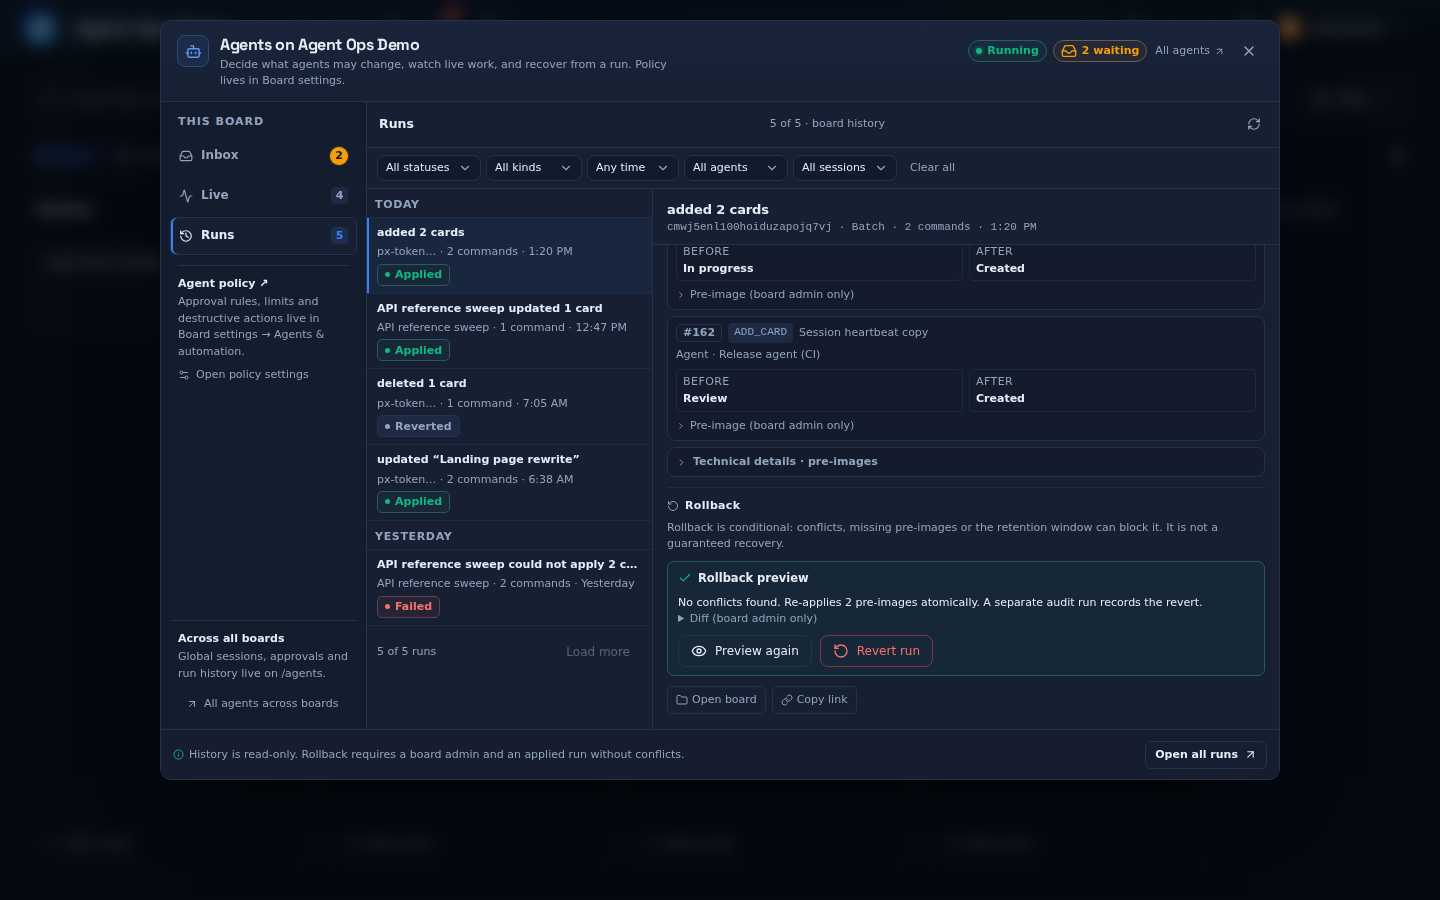 Agents on Agent Ops Demo
Decide what agents may change, watch live work, and recover from a run. Policy
lives in Board settings.
Running
2 waiting
All agents
THIS BOARD
Inbox
2
Live
4
Runs
5
Agent policy ↗
Approval rules, limits and
destructive actions live in
Board settings → Agents &
automation.
Open policy settings
Across all boards
Global sessions, approvals and
run history live on /agents.
All agents across boards
Runs
5 of 5 · board history
All statuses
All kinds
Any time
All agents
All sessions
Clear all
TODAY
added 2 cards
px-token… · 2 commands · 1:20 PM
Applied
API reference sweep updated 1 card
API reference sweep · 1 command · 12:47 PM
Applied
deleted 1 card
px-token… · 1 command · 7:05 AM
Reverted
updated “Landing page rewrite”
px-token… · 2 commands · 6:38 AM
Applied
YESTERDAY
API reference sweep could not apply 2 c…
API reference sweep · 2 commands · Yesterday
Failed
5 of 5 runs
Load more
added 2 cards
cmwj5enl100hoiduzapojq7vj · Batch · 2 commands · 1:20 PM
BEFORE
In progress
AFTER
Created
Pre-image (board admin only)
#162
ADD_CARD
Session heartbeat copy
Agent · Release agent (CI)
BEFORE
Review
AFTER
Created
Pre-image (board admin only)
Technical details · pre-images
Rollback
Rollback is conditional: conflicts, missing pre-images or the retention window can block it. It is not a
guaranteed recovery.
Rollback preview
No conflicts found. Re-applies 2 pre-images atomically. A separate audit run records the revert.
Diff (board admin only)
Preview again
Revert run
Open board
Copy link
History is read-only. Rollback requires a board admin and an applied run without conflicts.
Open all runs